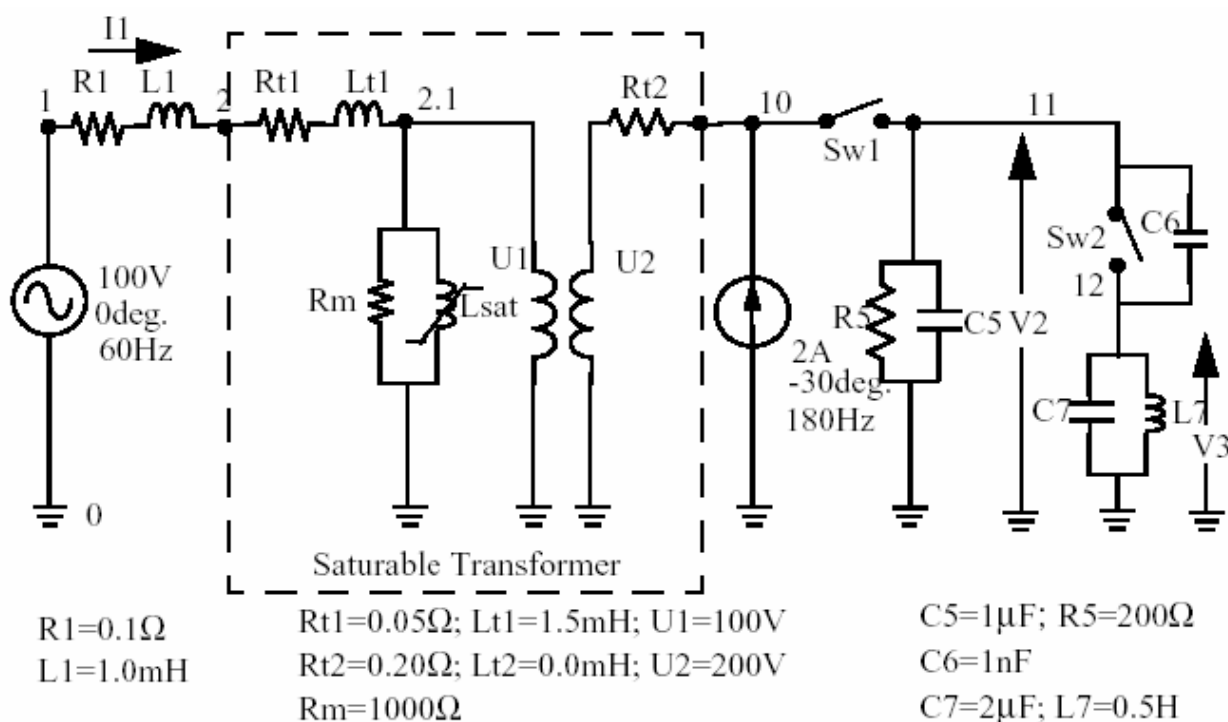 I1
R1
L1
Rt1
Lt1
1
2
2.1
Rt2
10
Sw1
11
100V
0deg.
60Hz
Rm
Lsat
U1
U2
2A
-30deg.
180Hz
R5
C5
V2
Sw2
C6
12
C7
L7
V3
0
Saturable Transformer
R1=0.1Ω
L1=1.0mH
Rt1=0.05Ω; Lt1=1.5mH; U1=100V
Rt2=0.20Ω; Lt2=0.0mH; U2=200V
Rm=1000Ω
C5=1µF; R5=200Ω
C6=1nF
C7=2µF; L7=0.5H